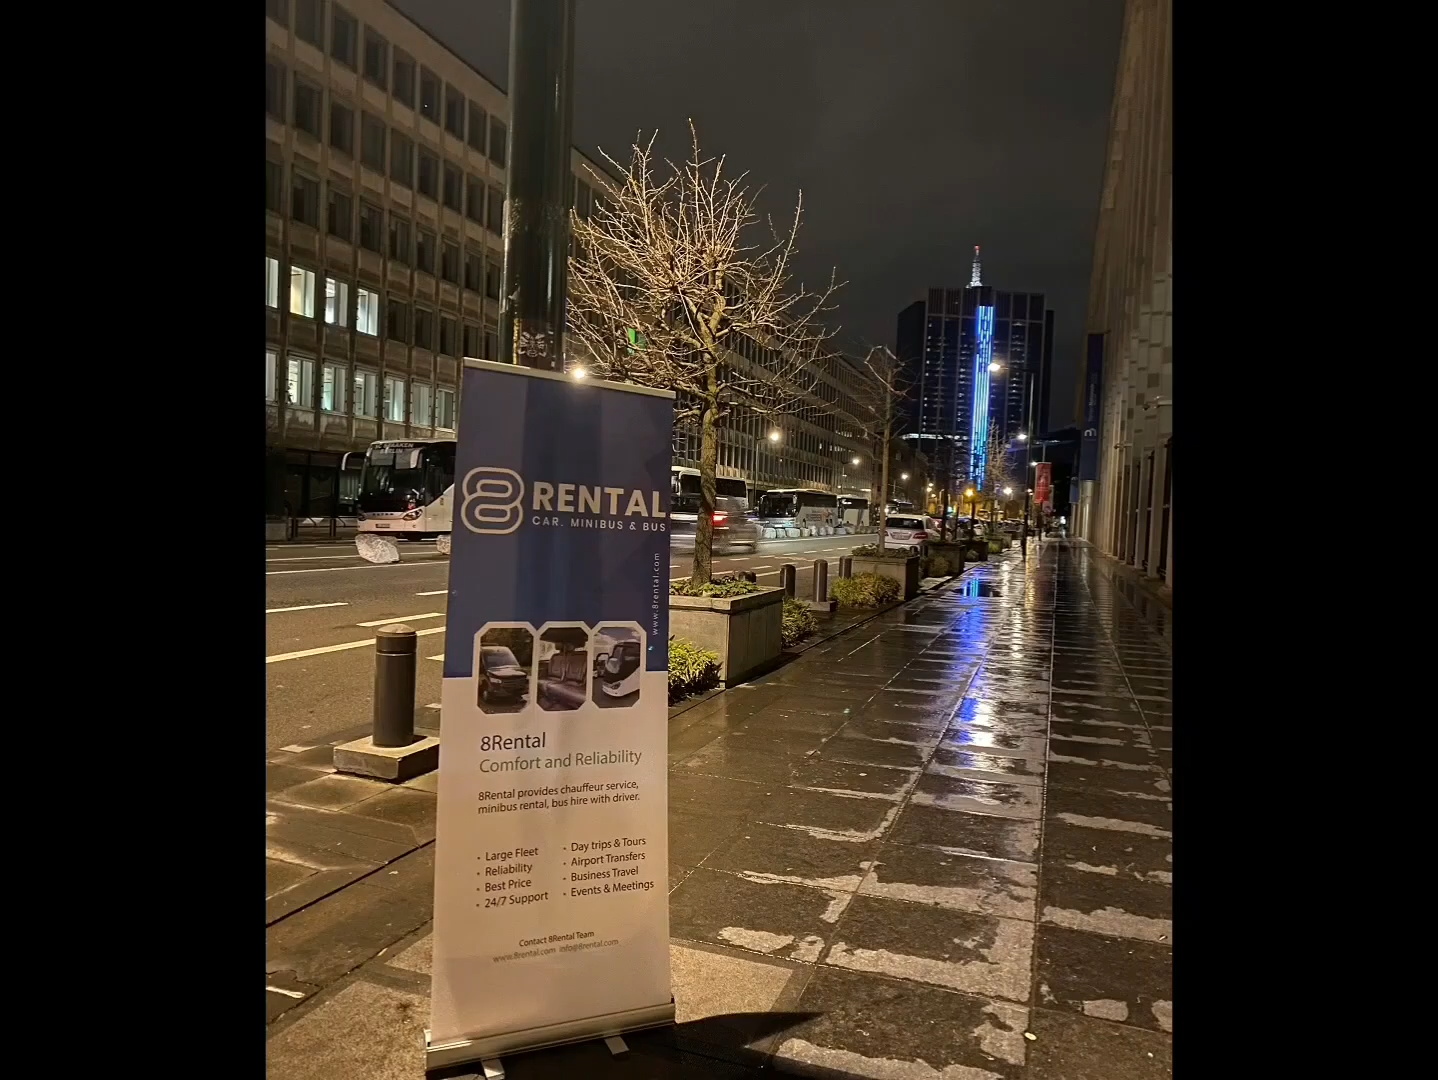 8 RENTAL
CAR. MINIBUS & BUS
www.8rental.com
8Rental
Comfort and Reliability
8Rental provides chauffeur service,
minibus rental, bus hire with driver.
• Large Fleet
• Reliability
• Best Price
• 24/7 Support
• Day trips & Tours
• Airport Transfers
• Business Travel
• Events & Meetings
Contact 8Rental Team
www.8rental.com info@8rental.com